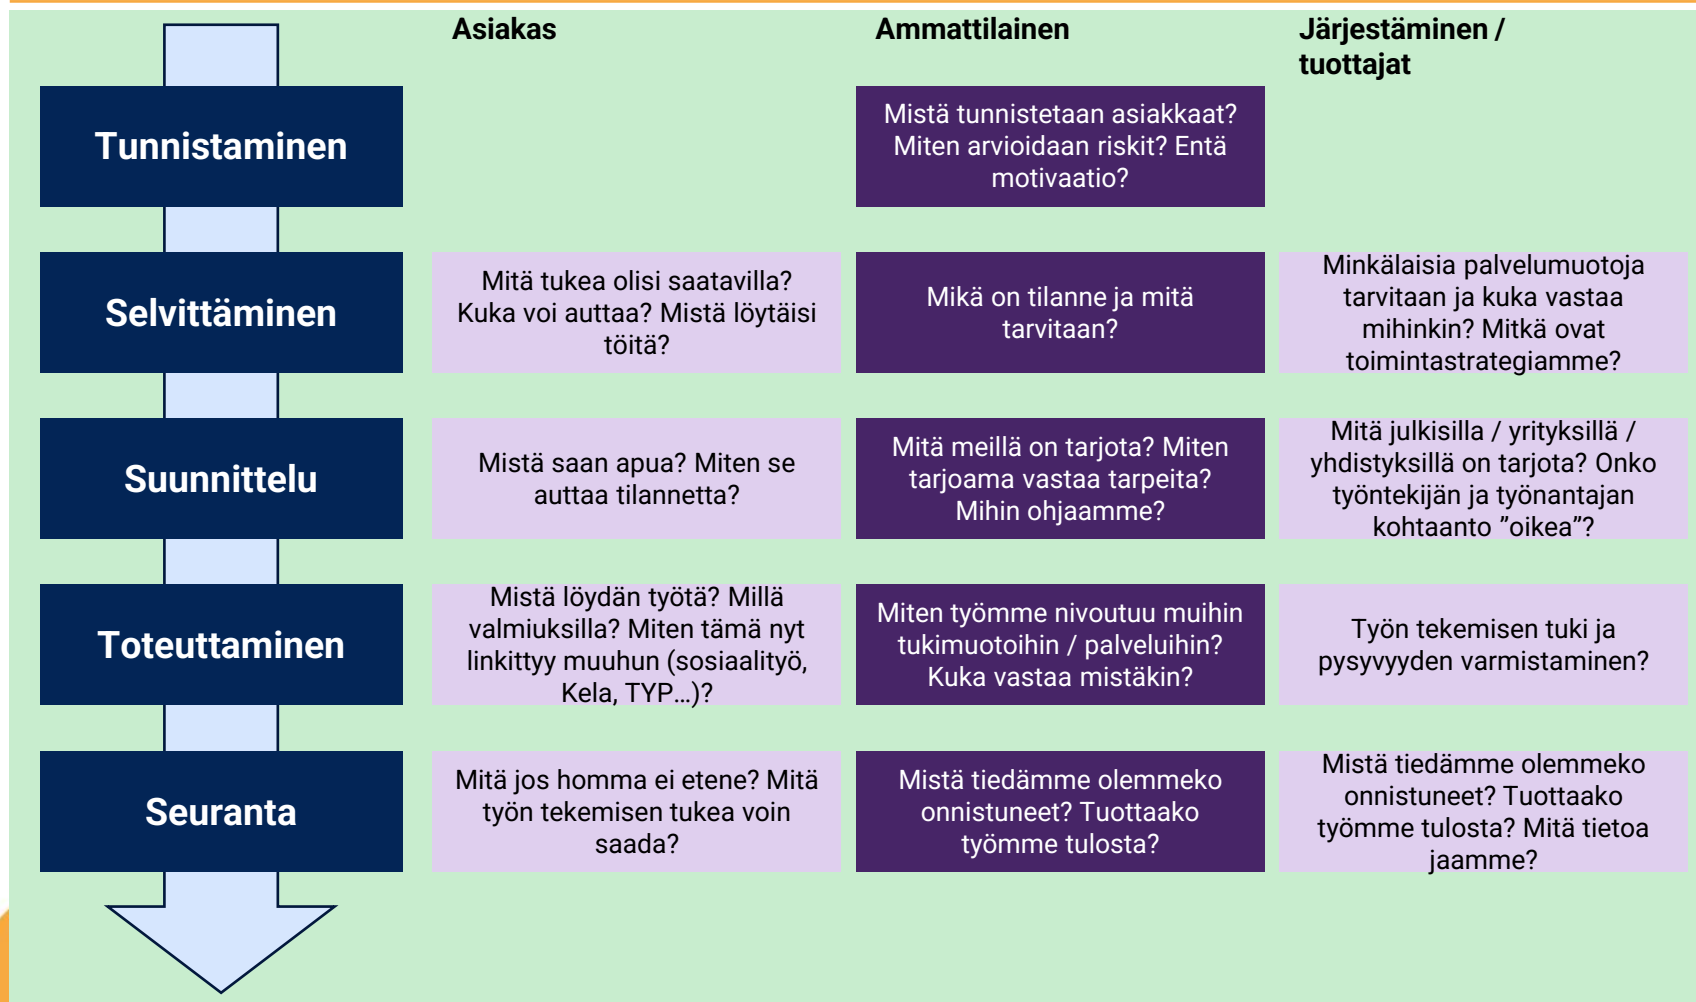 Asiakas
Ammattilainen
Järjestäminen /
tuottajat
Tunnistaminen
Mistä tunnistetaan asiakkaat?
Miten arvioidaan riskit? Entä
motivaatio?
Selvittäminen
Mitä tukea olisi saatavilla?
Kuka voi auttaa? Mistä löytäisi
töitä?
Mikä on tilanne ja mitä
tarvitaan?
Minkälaisia palvelumuotoja
tarvitaan ja kuka vastaa
mihinkin? Mitkä ovat
toimintastrategiamme?
Suunnittelu
Mistä saan apua? Miten se
auttaa tilannetta?
Mitä meillä on tarjota? Miten
tarjoama vastaa tarpeita?
Mihin ohjaamme?
Mitä julkisilla / yrityksillä /
yhdistyksillä on tarjota? Onko
työntekijän ja työnantajan
kohtaanto ”oikea”?
Toteuttaminen
Mistä löydän työtä? Millä
valmiuksilla? Miten tämä nyt
linkittyy muuhun (sosiaalityö,
Kela, TYP…)?
Miten työmme nivoutuu muihin
tukimuotoihin / palveluihin?
Kuka vastaa mistäkin?
Työn tekemisen tuki ja
pysyvyyden varmistaminen?
Seuranta
Mitä jos homma ei etene? Mitä
työn tekemisen tukea voin
saada?
Mistä tiedämme olemmeko
onnistuneet? Tuottaako
työmme tulosta?
Mistä tiedämme olemmeko
onnistuneet? Tuottaako
työmme tulosta? Mitä tietoa
jaamme?